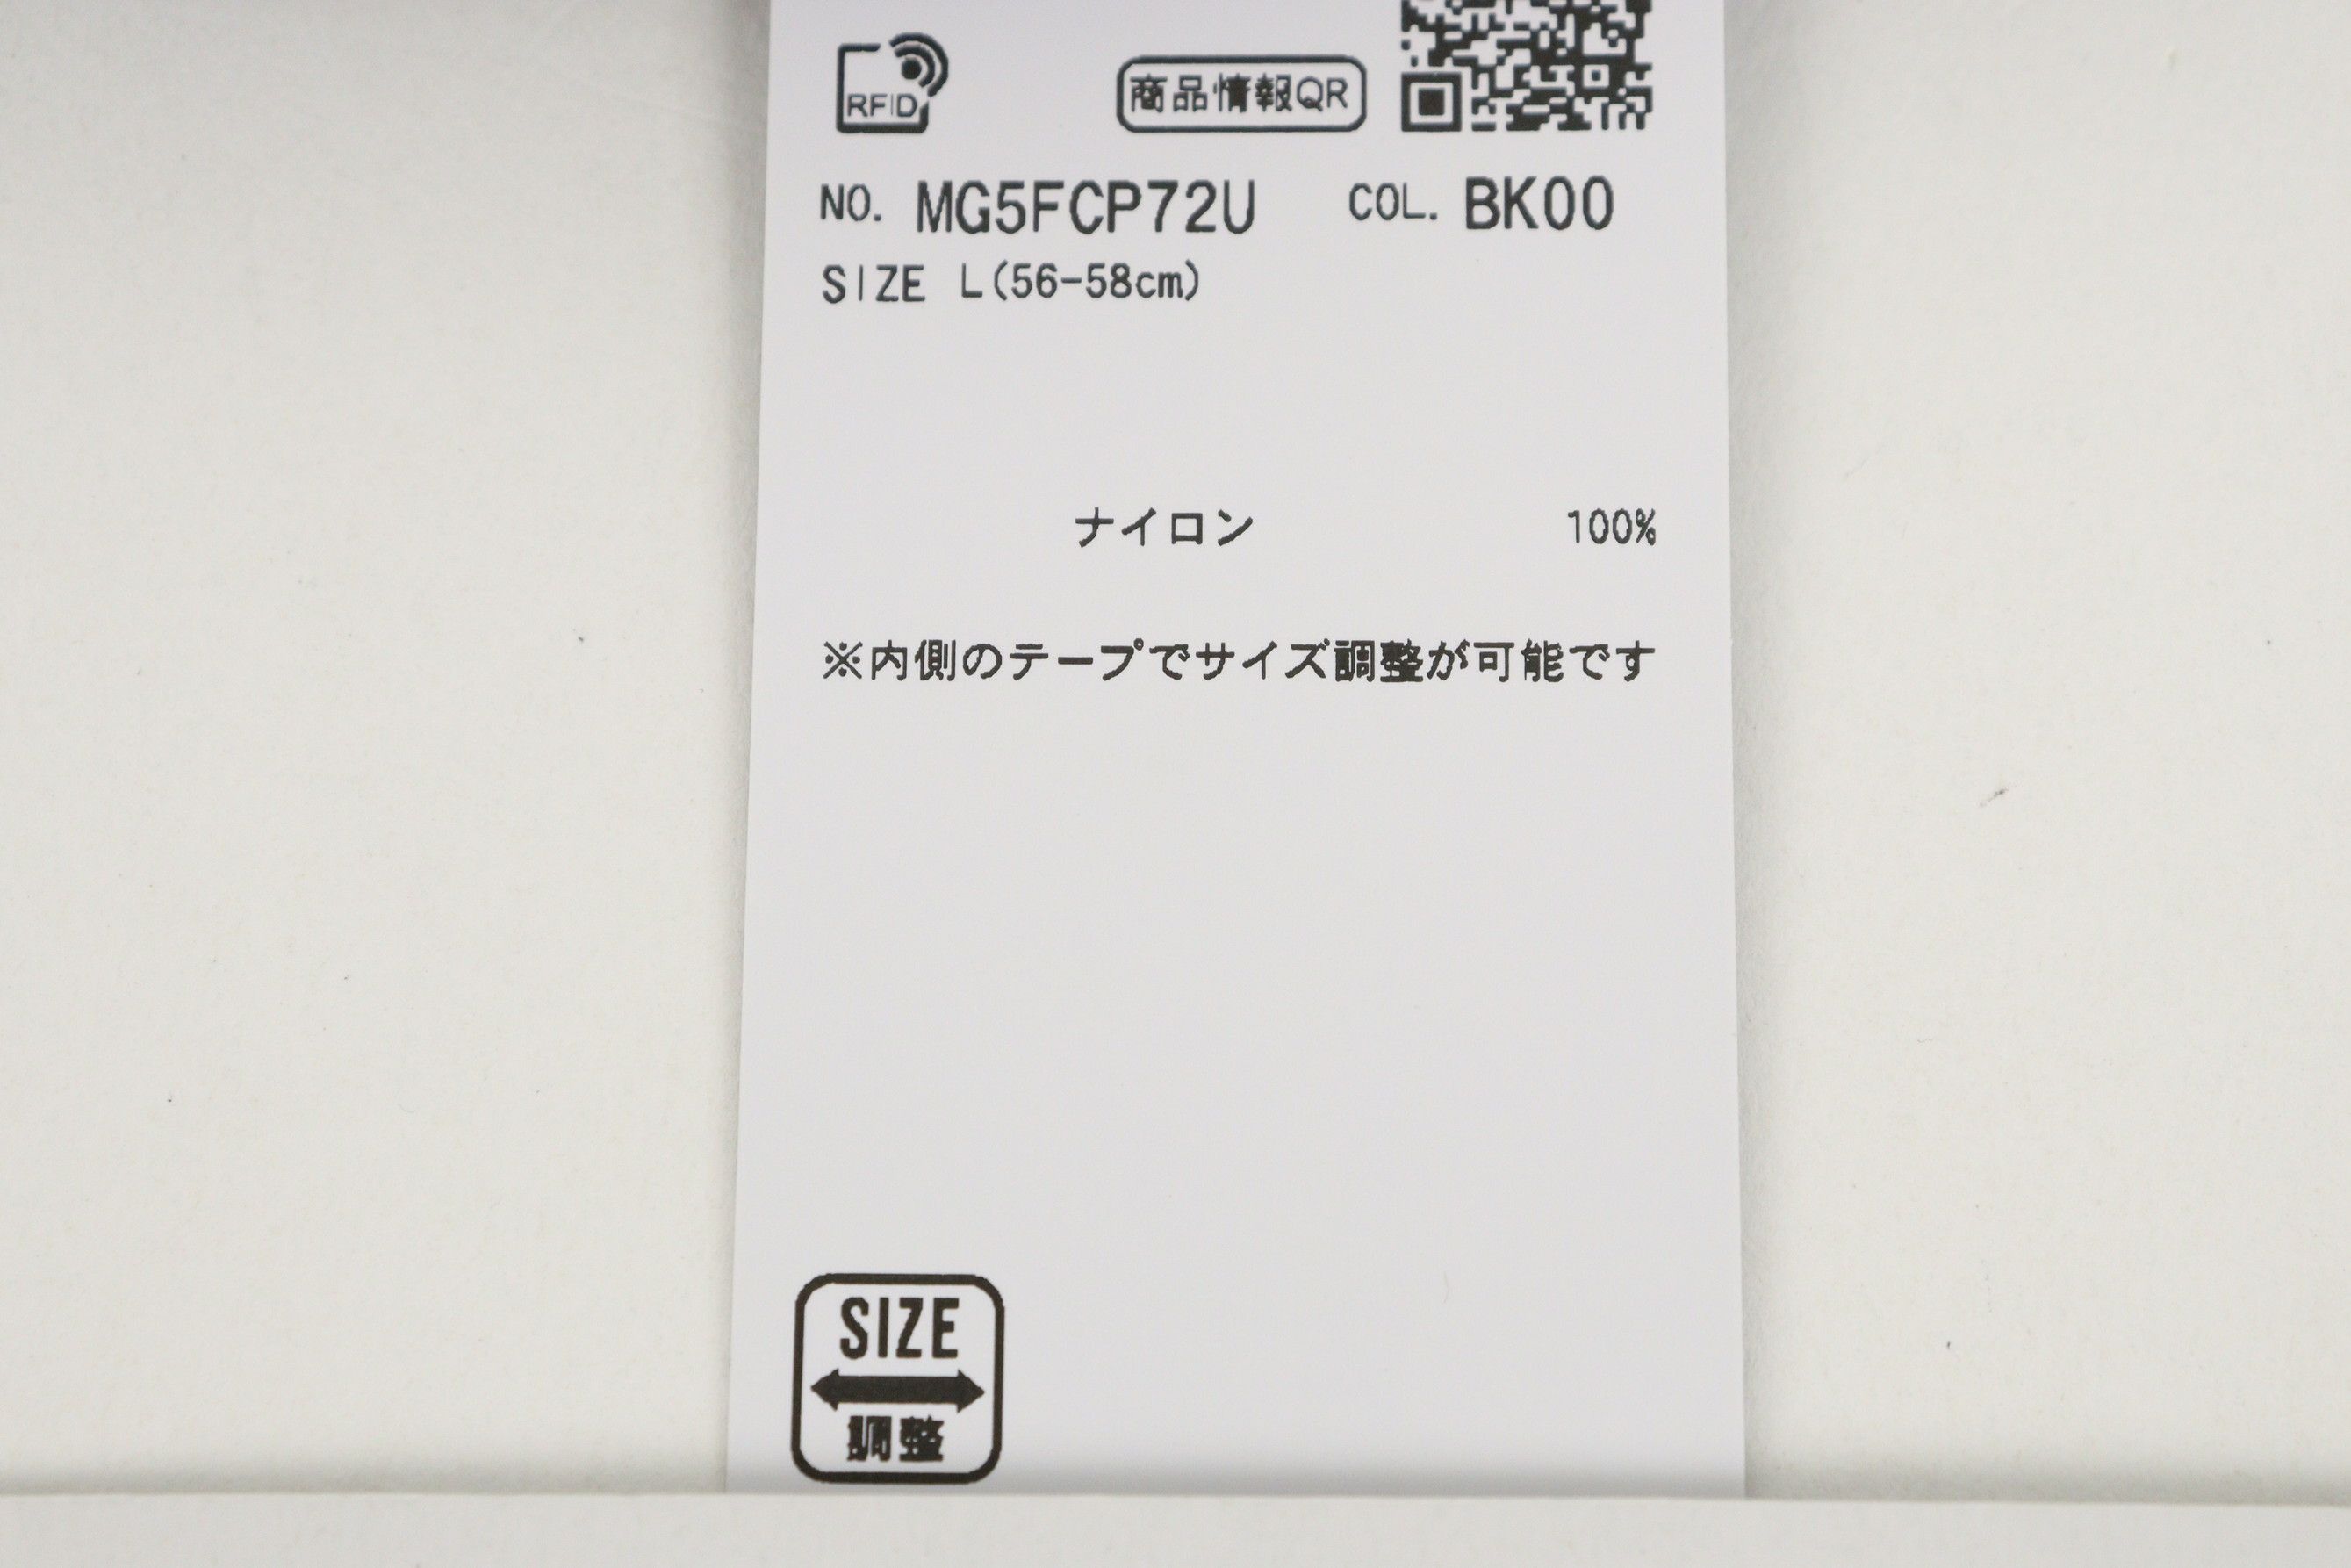 RFID 商品情報QR
NO. MG5FCP72U COL. BK00
SIZE L(56-58cm)
ナイロン 100%
※内側のテープでサイズ調整が可能です
SIZE
調整